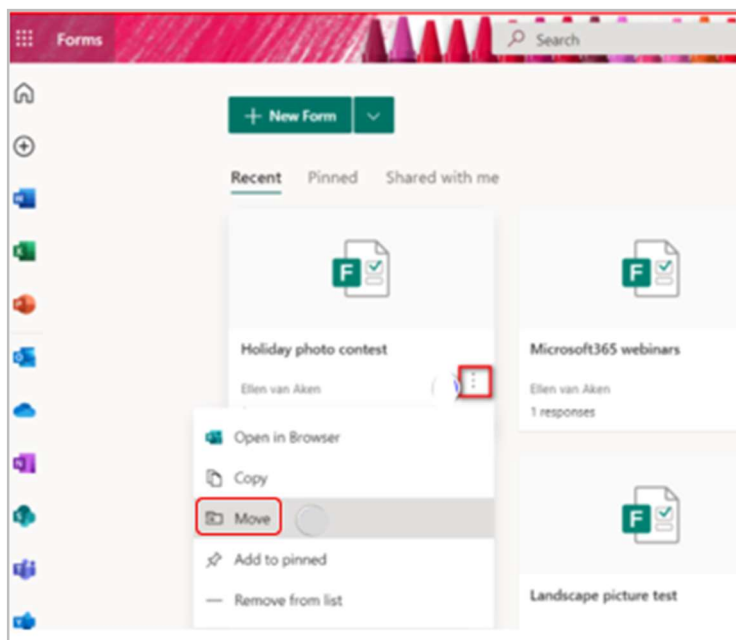 Forms
Search
New Form
Recent Pinned Shared with me
Holiday photo contest
Ellen van Aken
Microsoft365 webinars
Ellen van Aken
1 responses
Open in Browser
Copy
Move
Add to pinned
Remove from list
Landscape picture test